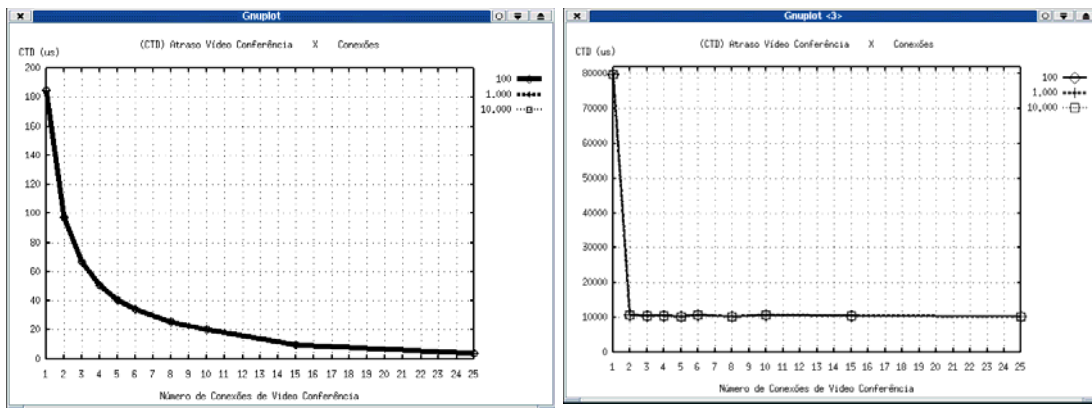 Gnuplot
(CTD) Atraso Vídeo Conferência X Conexões
CTD (us)
200
180
160
140
120
100
80
60
40
20
0
1 2 3 4 5 6 7 8 9 10 11 12 13 14 15 16 17 18 19 20 21 22 23 24 25
100
1.000
10.000
Número de Conexões de Vídeo Conferência
Gnuplot <3>
(CTD) Atraso Vídeo Conferência X Conexões
CTD (us)
80000
70000
60000
50000
40000
30000
20000
10000
0
1 2 3 4 5 6 7 8 9 10 11 12 13 14 15 16 17 18 19 20 21 22 23 24 25
100
1.000
10.000
Número de Conexões de Vídeo Conferência